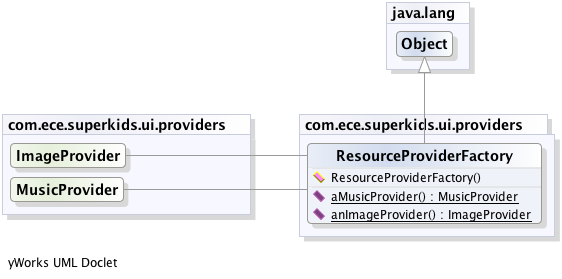 java.lang
Object
com.ece.superkids.ui.providers
ImageProvider
MusicProvider
com.ece.superkids.ui.providers
ResourceProviderFactory
ResourceProviderFactory()
aMusicProvider() : MusicProvider
anImageProvider() : ImageProvider
yWorks UML Doclet